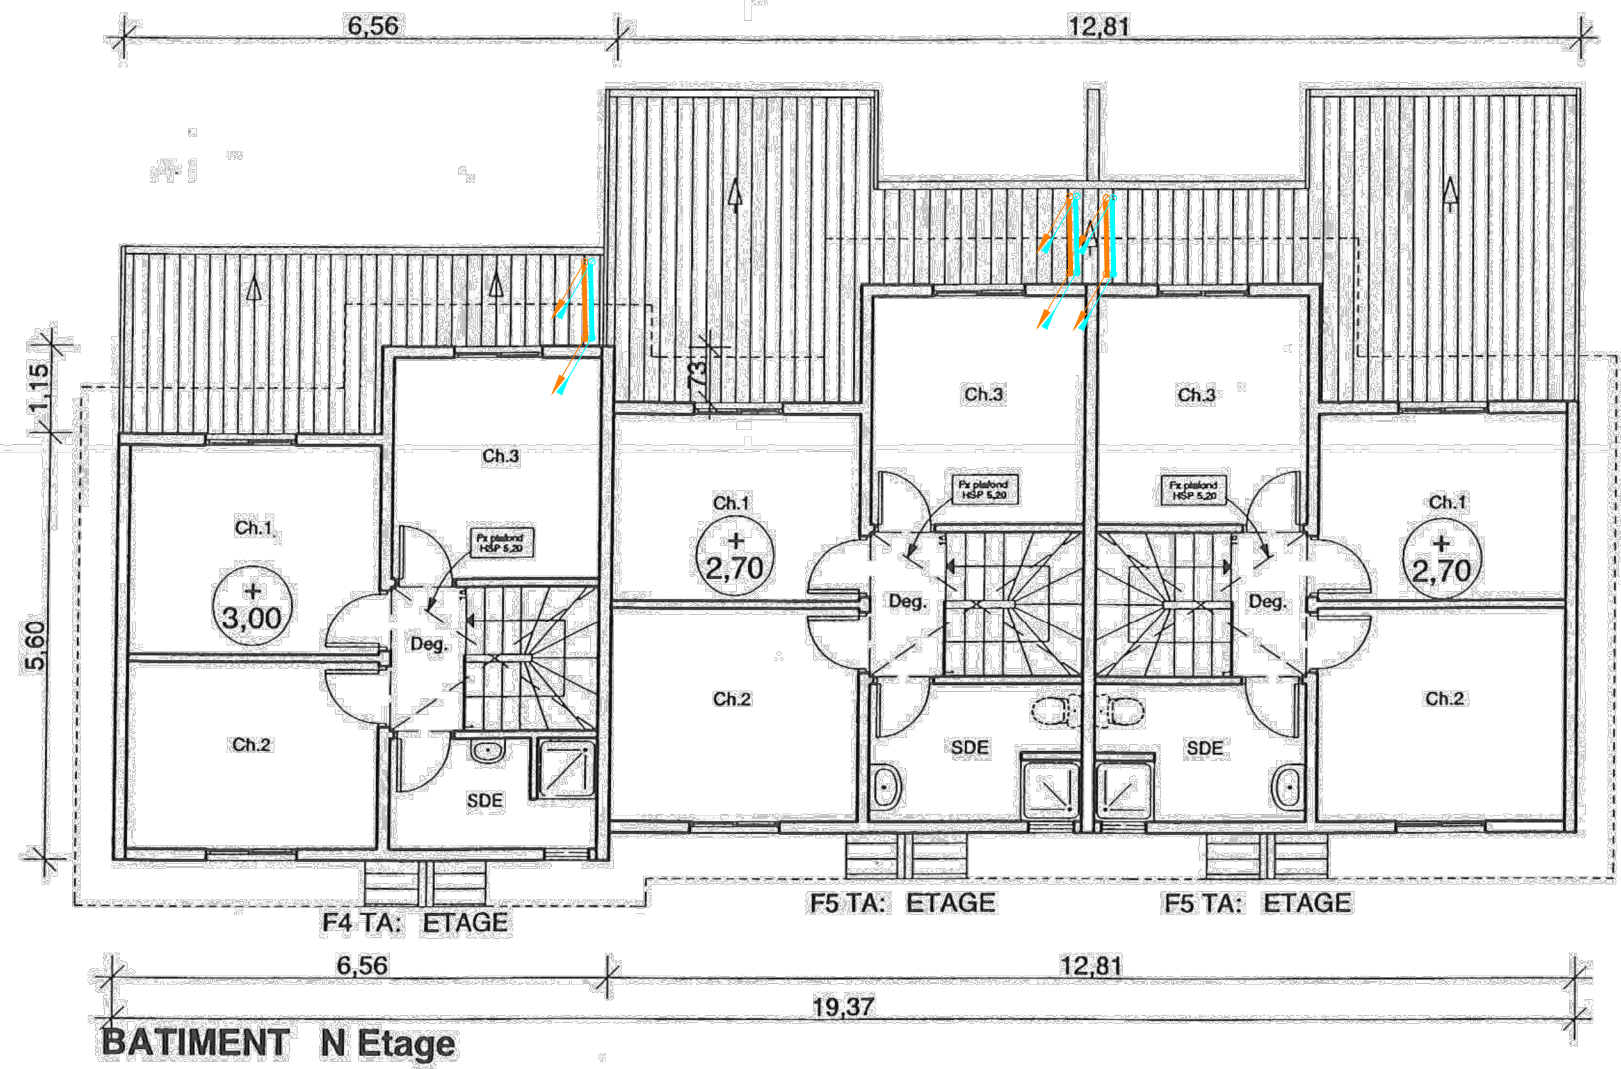 6,56
12,81
1,15
73
Ch.3
Ch.3
Ch.3
Ch.1
Px plafond
HSP 5,20
Ch.1
Px plafond
HSP 5,20
Px plafond
HSP 5,20
Ch.1
+
3,00
+
2,70
+
2,70
5,60
Deg.
Deg.
Deg.
Ch.2
Ch.2
Ch.2
SDE
SDE
SDE
F4 TA: ETAGE
F5 TA: ETAGE
F5 TA: ETAGE
6,56
12,81
19,37
BATIMENT N Etage